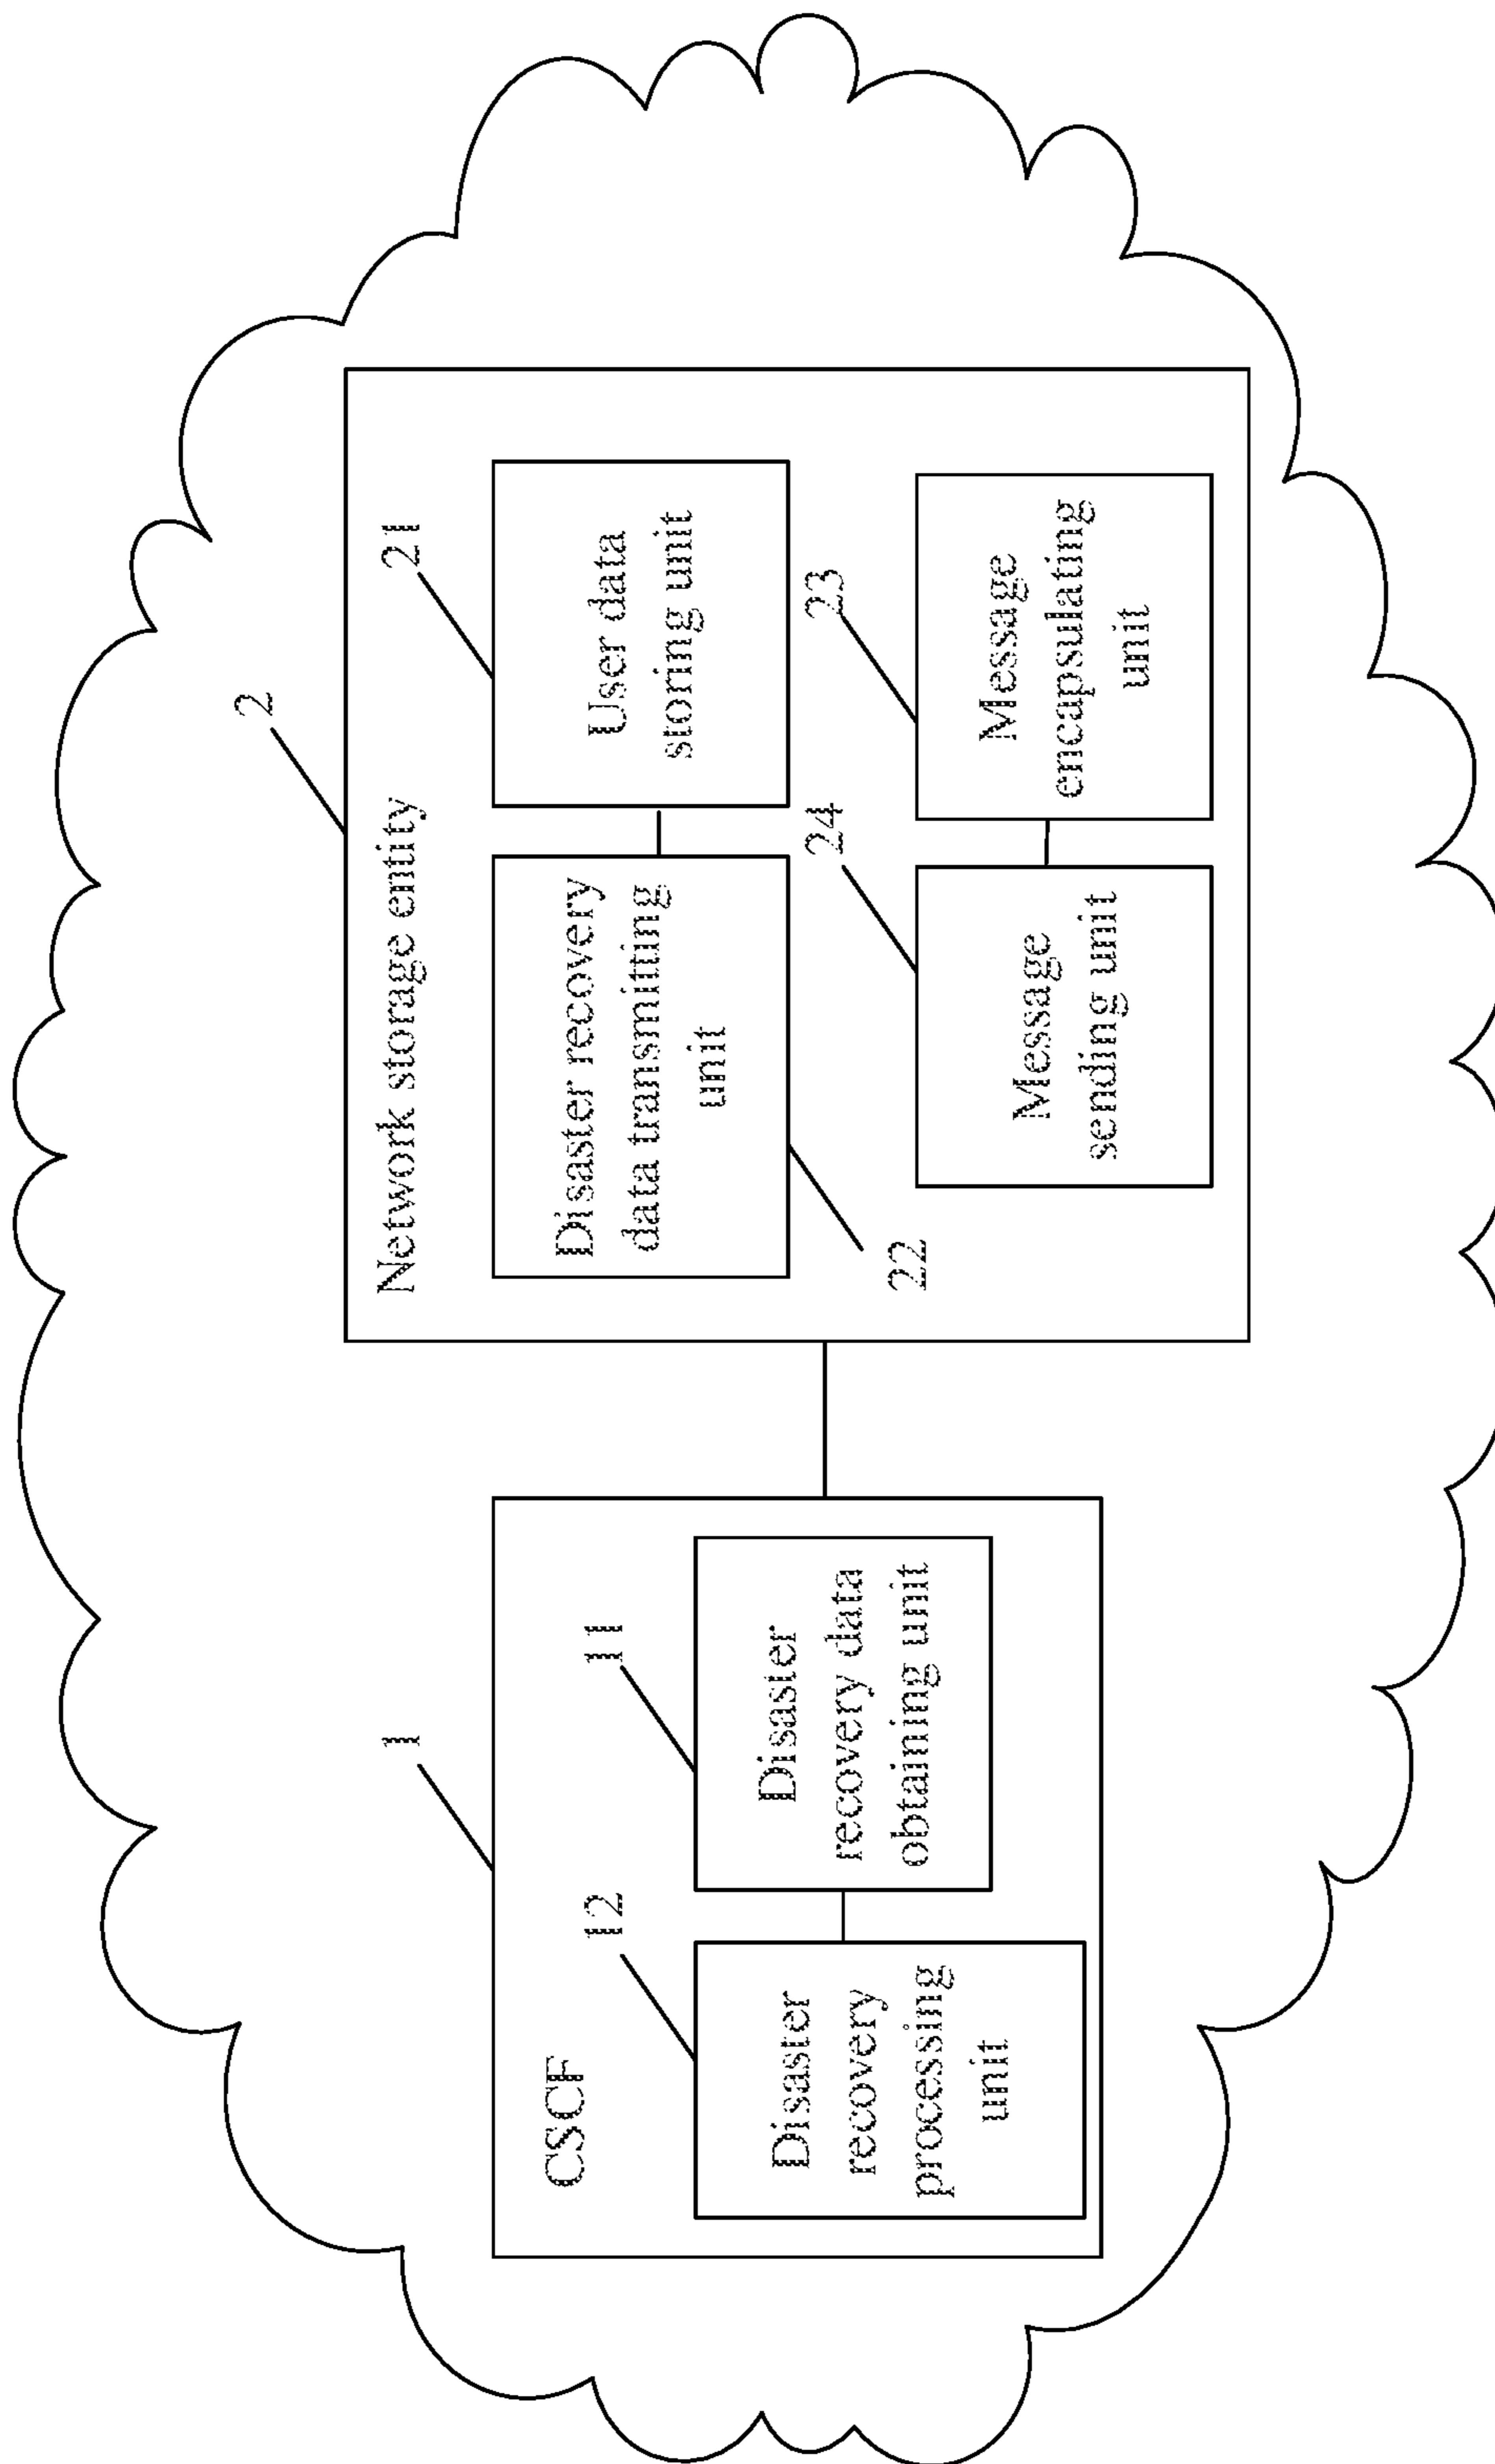 2
Network storage entity
21
User data
storing unit
Disaster recovery
data transmitting
unit
22
23
Message
encapsulating
unit
24
Message
sending unit
1
CSCF
11
Disaster
recovery data
obtaining unit
12
Disaster
recovery
processing
unit